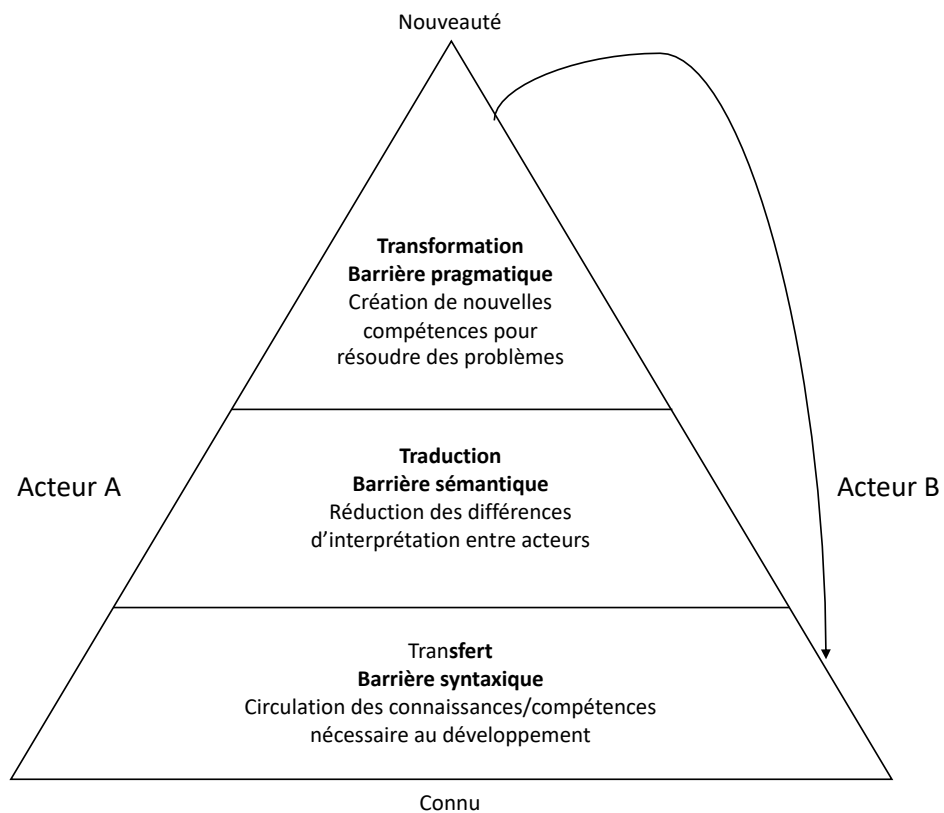 Nouveauté
Transformation
Barrière pragmatique
Création de nouvelles
compétences pour
résoudre des problèmes
Acteur A
Traduction
Barrière sémantique
Réduction des différences
d’interprétation entre acteurs
Acteur B
Transfert
Barrière syntaxique
Circulation des connaissances/compétences
nécessaire au développement
Connu